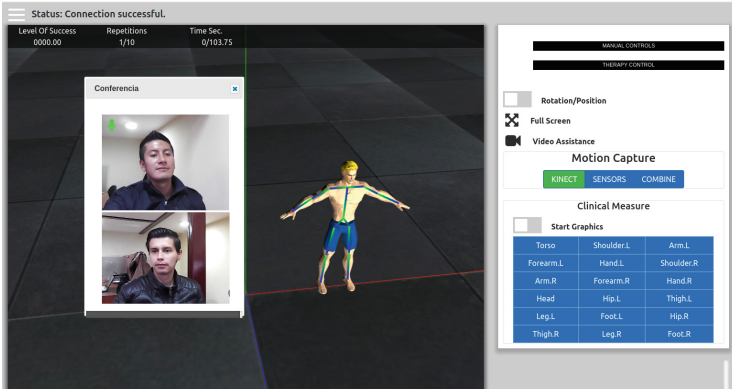 Status: Connection successful.
Level Of Success Repetitions Time Sec.
0000.00 1/10 0/103.75
Conferencia
MANUAL CONTROLS
THERAPY CONTROL
Rotation/Position
Full Screen
Video Assistance
Motion Capture
KINECT SENSORS COMBINE
Clinical Measure
Start Graphics
Torso Shoulder.L Arm.L
Forearm.L Hand.L Shoulder.R
Arm.R Forearm.R Hand.R
Head Hip.L Thigh.L
Leg.L Foot.L Hip.R
Thigh.R Leg.R Foot.R